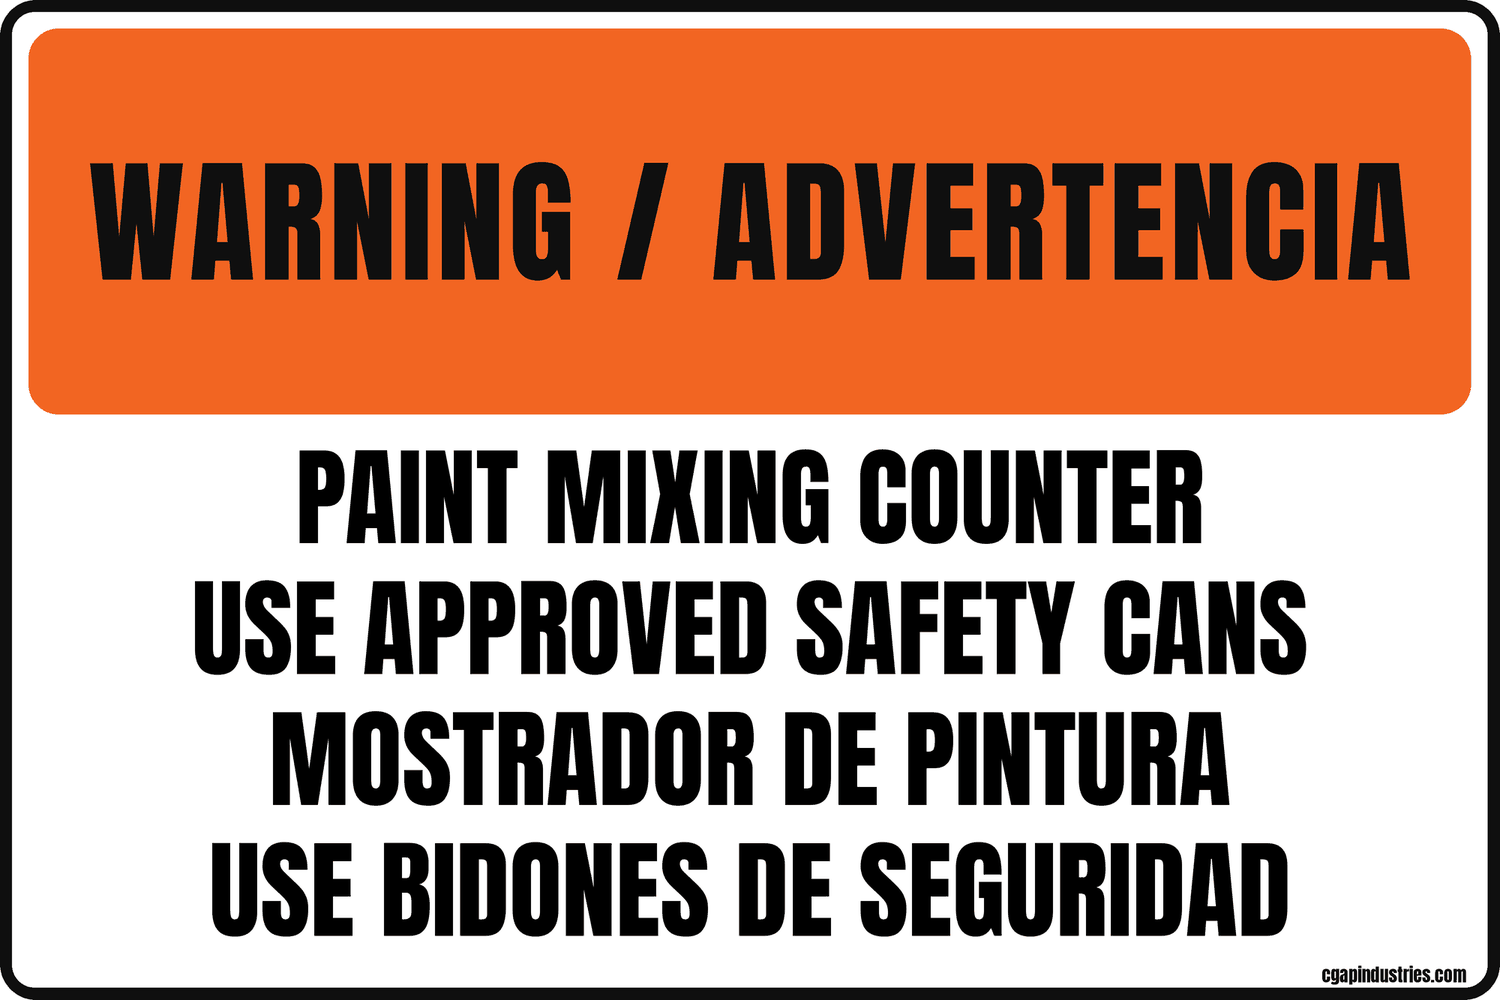 WARNING / ADVERTENCIA
PAINT MIXING COUNTER
USE APPROVED SAFETY CANS
MOSTRADOR DE PINTURA
USE BIDONES DE SEGURIDAD
cgapindustries.com